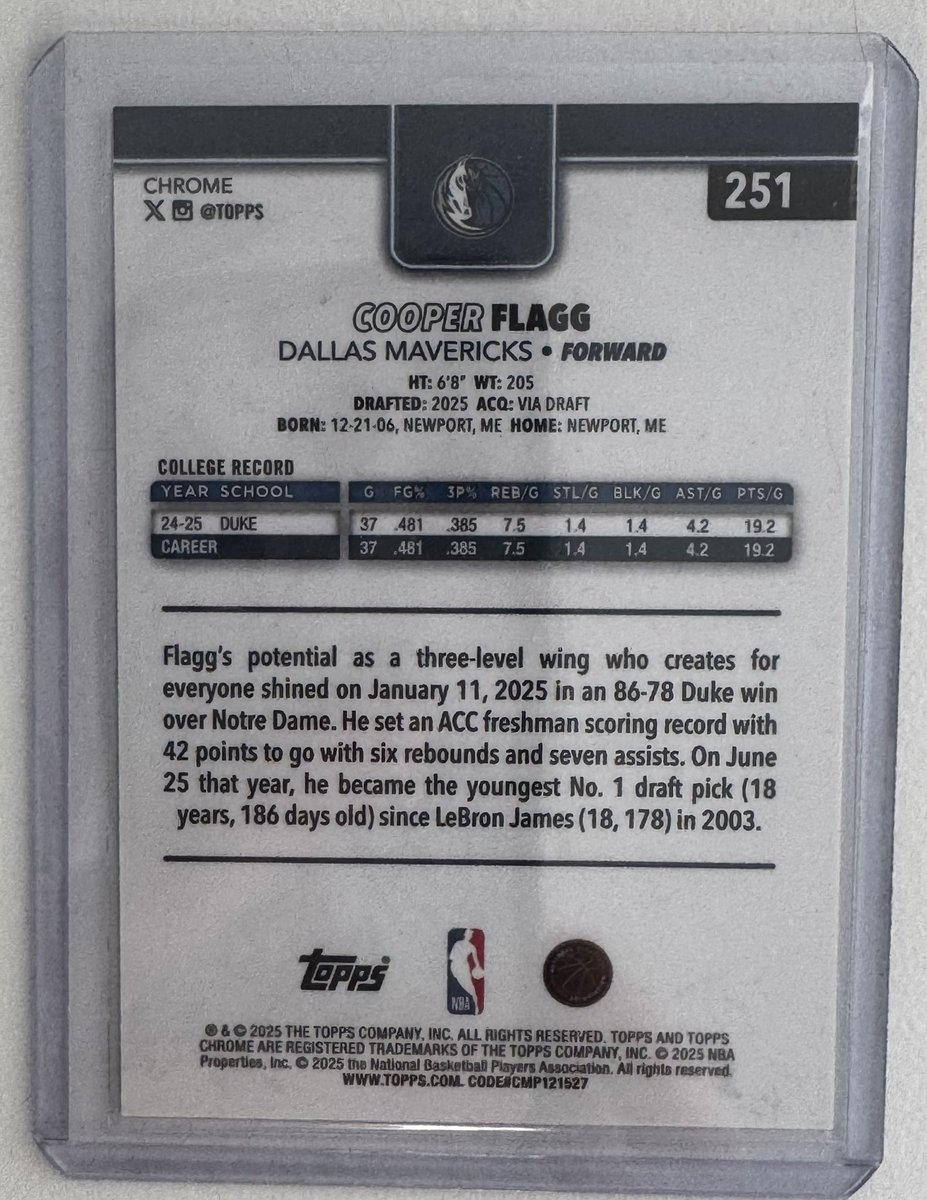 CHROME
X @TOPPS
251
COOPER FLAGG
DALLAS MAVERICKS • FORWARD
HT: 6'8" WT: 205
DRAFTED: 2025 ACQ: VIA DRAFT
BORN: 12-21-06, NEWPORT, ME HOME: NEWPORT, ME
COLLEGE RECORD
YEAR SCHOOL G FG% 3P% REB/G STL/G BLK/G AST/G PTS/G
24-25 DUKE 37 .481 .385 7.5 1.4 1.4 4.2 19.2
CAREER 37 .481 .385 7.5 1.4 1.4 4.2 19.2
Flagg's potential as a three-level wing who creates for
everyone shined on January 11, 2025 in an 86-78 Duke win
over Notre Dame. He set an ACC freshman scoring record with
42 points to go with six rebounds and seven assists. On June
25 that year, he became the youngest No. 1 draft pick (18
years, 186 days old) since LeBron James (18, 178) in 2003.
topps®
NBA
® & © 2025 THE TOPPS COMPANY, INC. ALL RIGHTS RESERVED. TOPPS AND TOPPS
CHROME ARE REGISTERED TRADEMARKS OF THE TOPPS COMPANY, INC. © 2025 NBA
Properties, Inc. © 2025 the National Basketball Players Association. All rights reserved.
WWW.TOPPS.COM. CODE#CMP121527